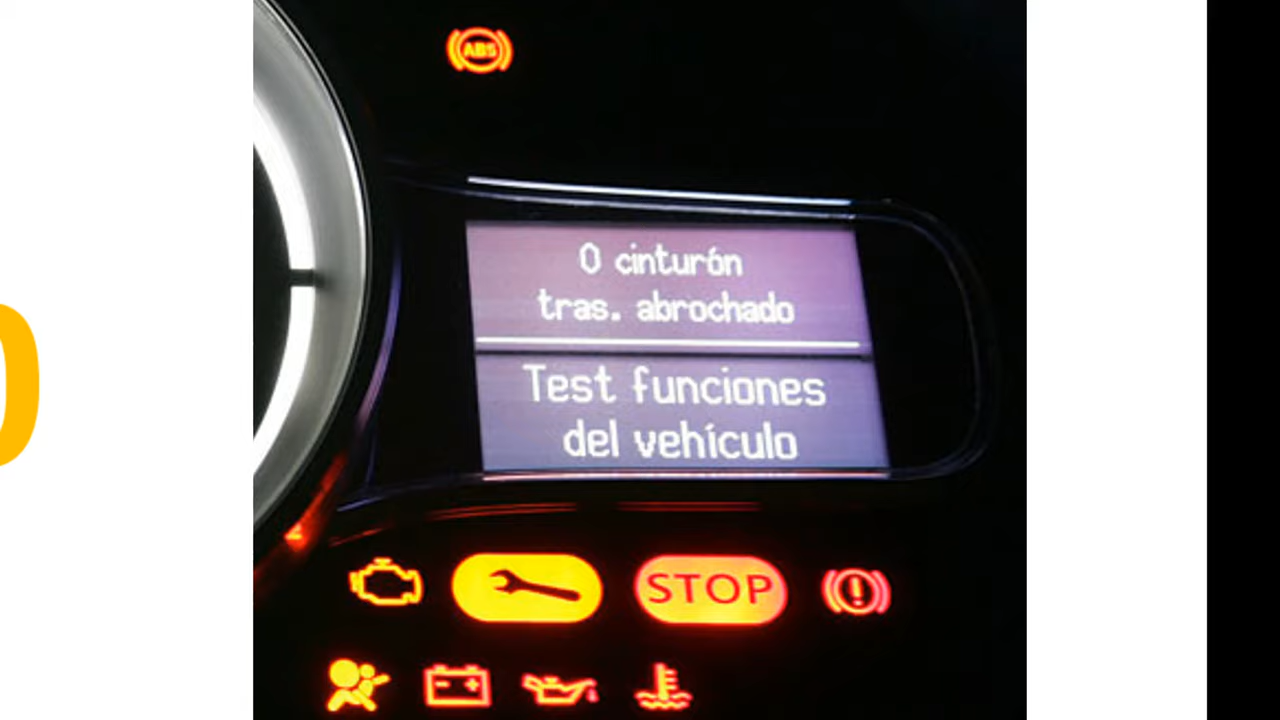 ABS
0 cinturón
tras. abrochado
Test funciones
del vehículo
STOP